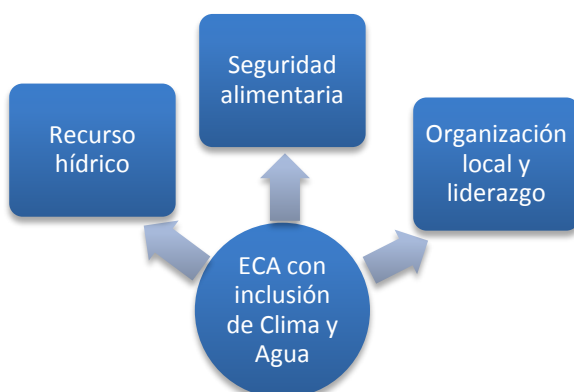 Seguridad
alimentaria
Recurso
hídrico
Organización
local y
liderazgo
ECA con
inclusión
de Clima y
Agua